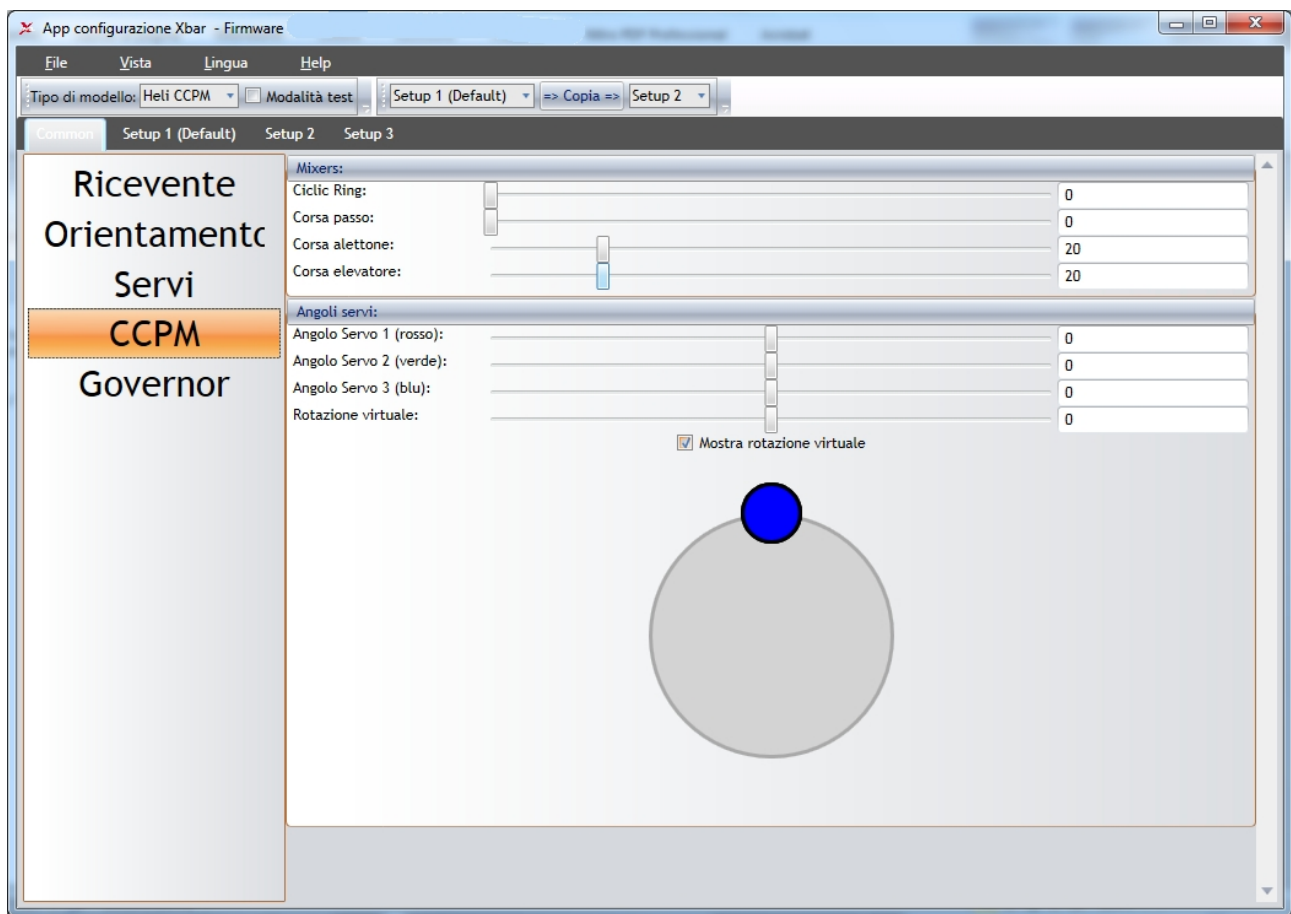 App configurazione Xbar - Firmware
File Vista Lingua Help
Tipo di modello: Heli CCPM Modalità test Setup 1 (Default) => Copia => Setup 2
Common Setup 1 (Default) Setup 2 Setup 3
Ricevente
Orientamento
Servi
CCPM
Governor
Mixers:
Ciclic Ring: 0
Corsa passo: 0
Corsa alettone: 20
Corsa elevatore: 20
Angoli servi:
Angolo Servo 1 (rosso): 0
Angolo Servo 2 (verde): 0
Angolo Servo 3 (blu): 0
Rotazione virtuale: 0
Mostra rotazione virtuale